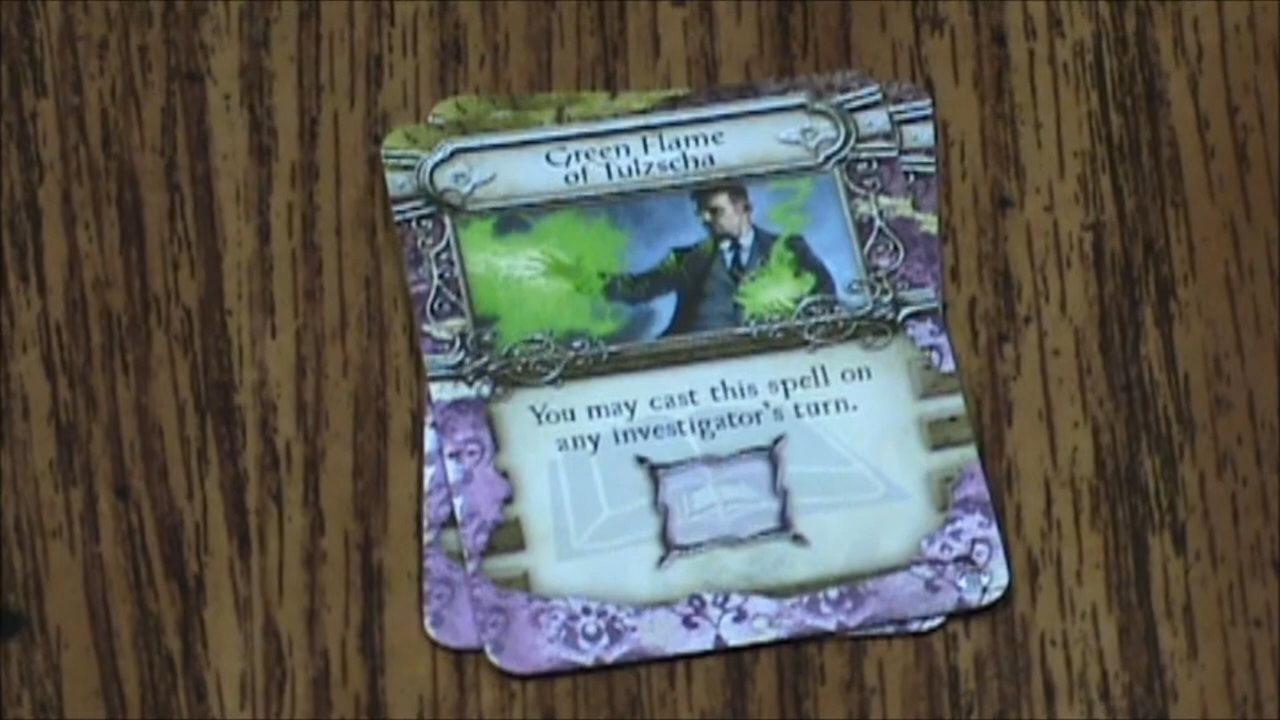 Green Flame
of Tulzscha
You may cast this spell on
any investigator's turn.